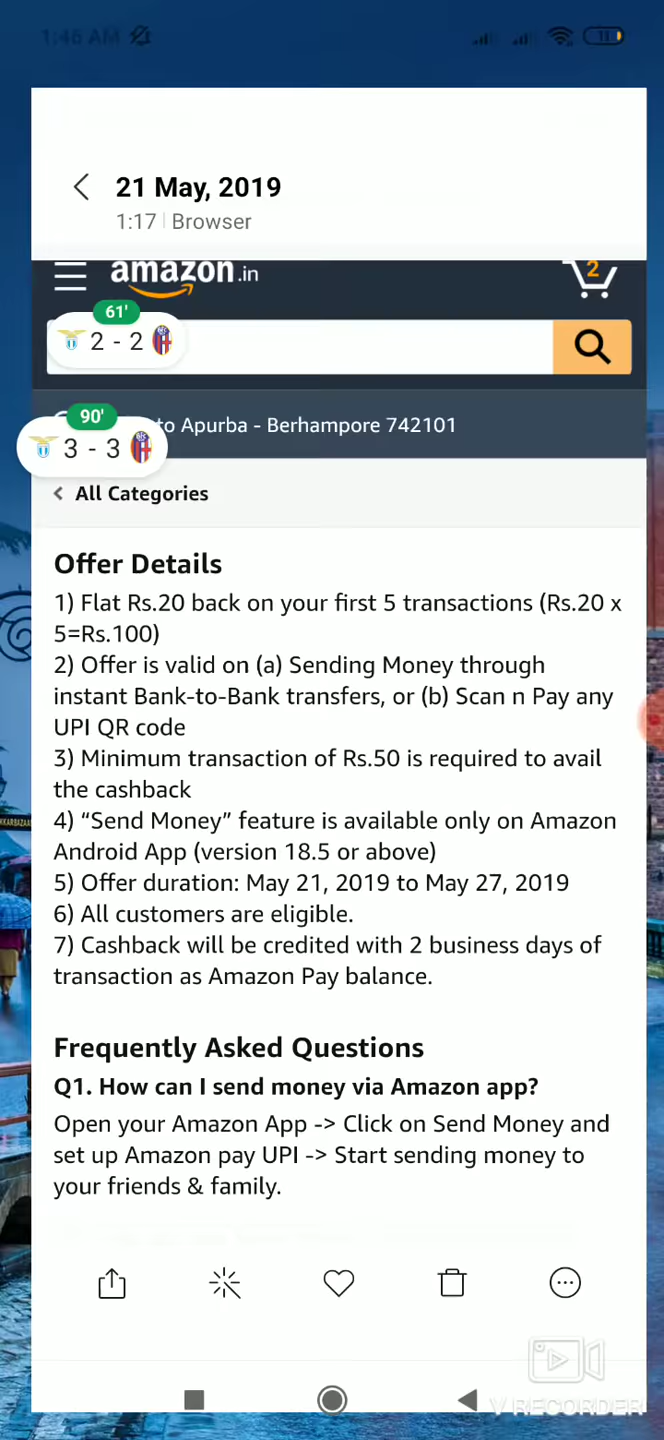 1:46 AM
11
21 May, 2019
1:17 | Browser
amazon.in
2
61'
2 - 2
90'
3 - 3
to Apurba - Berhampore 742101
All Categories
Offer Details
1) Flat Rs.20 back on your first 5 transactions (Rs.20 x
5=Rs.100)
2) Offer is valid on (a) Sending Money through
instant Bank-to-Bank transfers, or (b) Scan n Pay any
UPI QR code
3) Minimum transaction of Rs.50 is required to avail
the cashback
4) “Send Money” feature is available only on Amazon
Android App (version 18.5 or above)
5) Offer duration: May 21, 2019 to May 27, 2019
6) All customers are eligible.
7) Cashback will be credited with 2 business days of
transaction as Amazon Pay balance.
Frequently Asked Questions
Q1. How can I send money via Amazon app?
Open your Amazon App -> Click on Send Money and
set up Amazon pay UPI -> Start sending money to
your friends & family.
V RECORDER